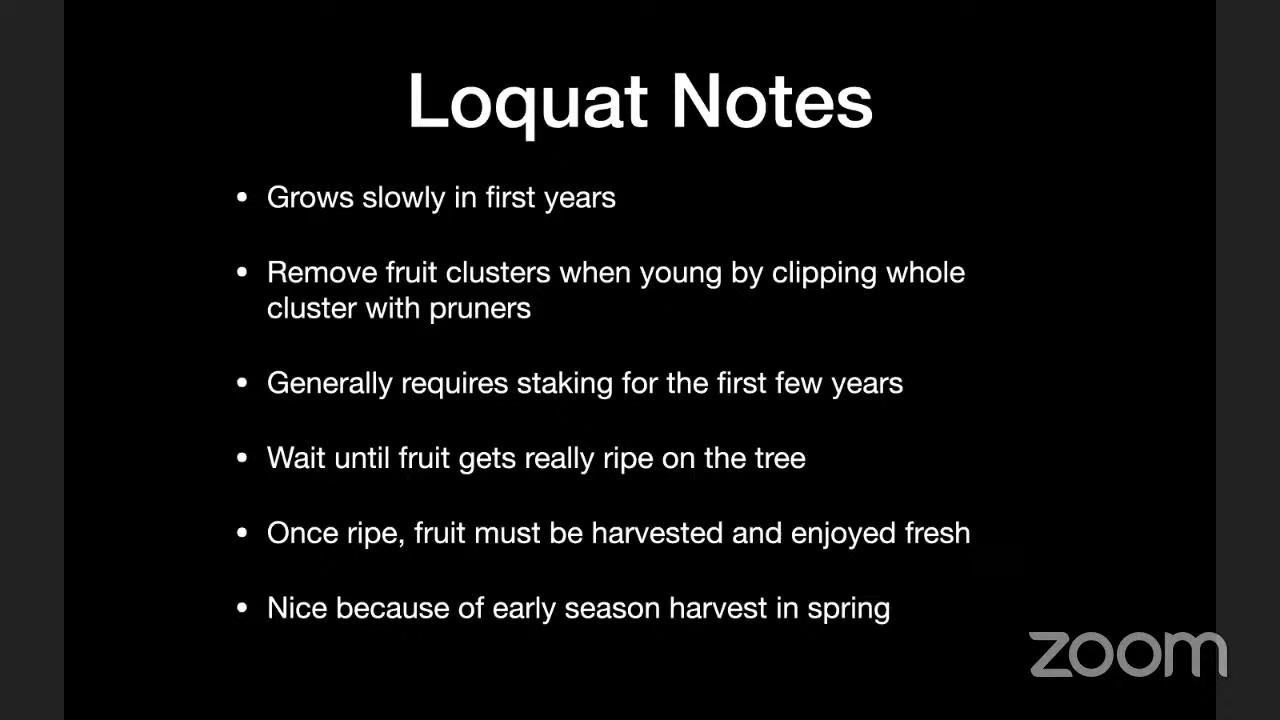 Loquat Notes
• Grows slowly in first years
• Remove fruit clusters when young by clipping whole
cluster with pruners
• Generally requires staking for the first few years
• Wait until fruit gets really ripe on the tree
• Once ripe, fruit must be harvested and enjoyed fresh
• Nice because of early season harvest in spring
zoom